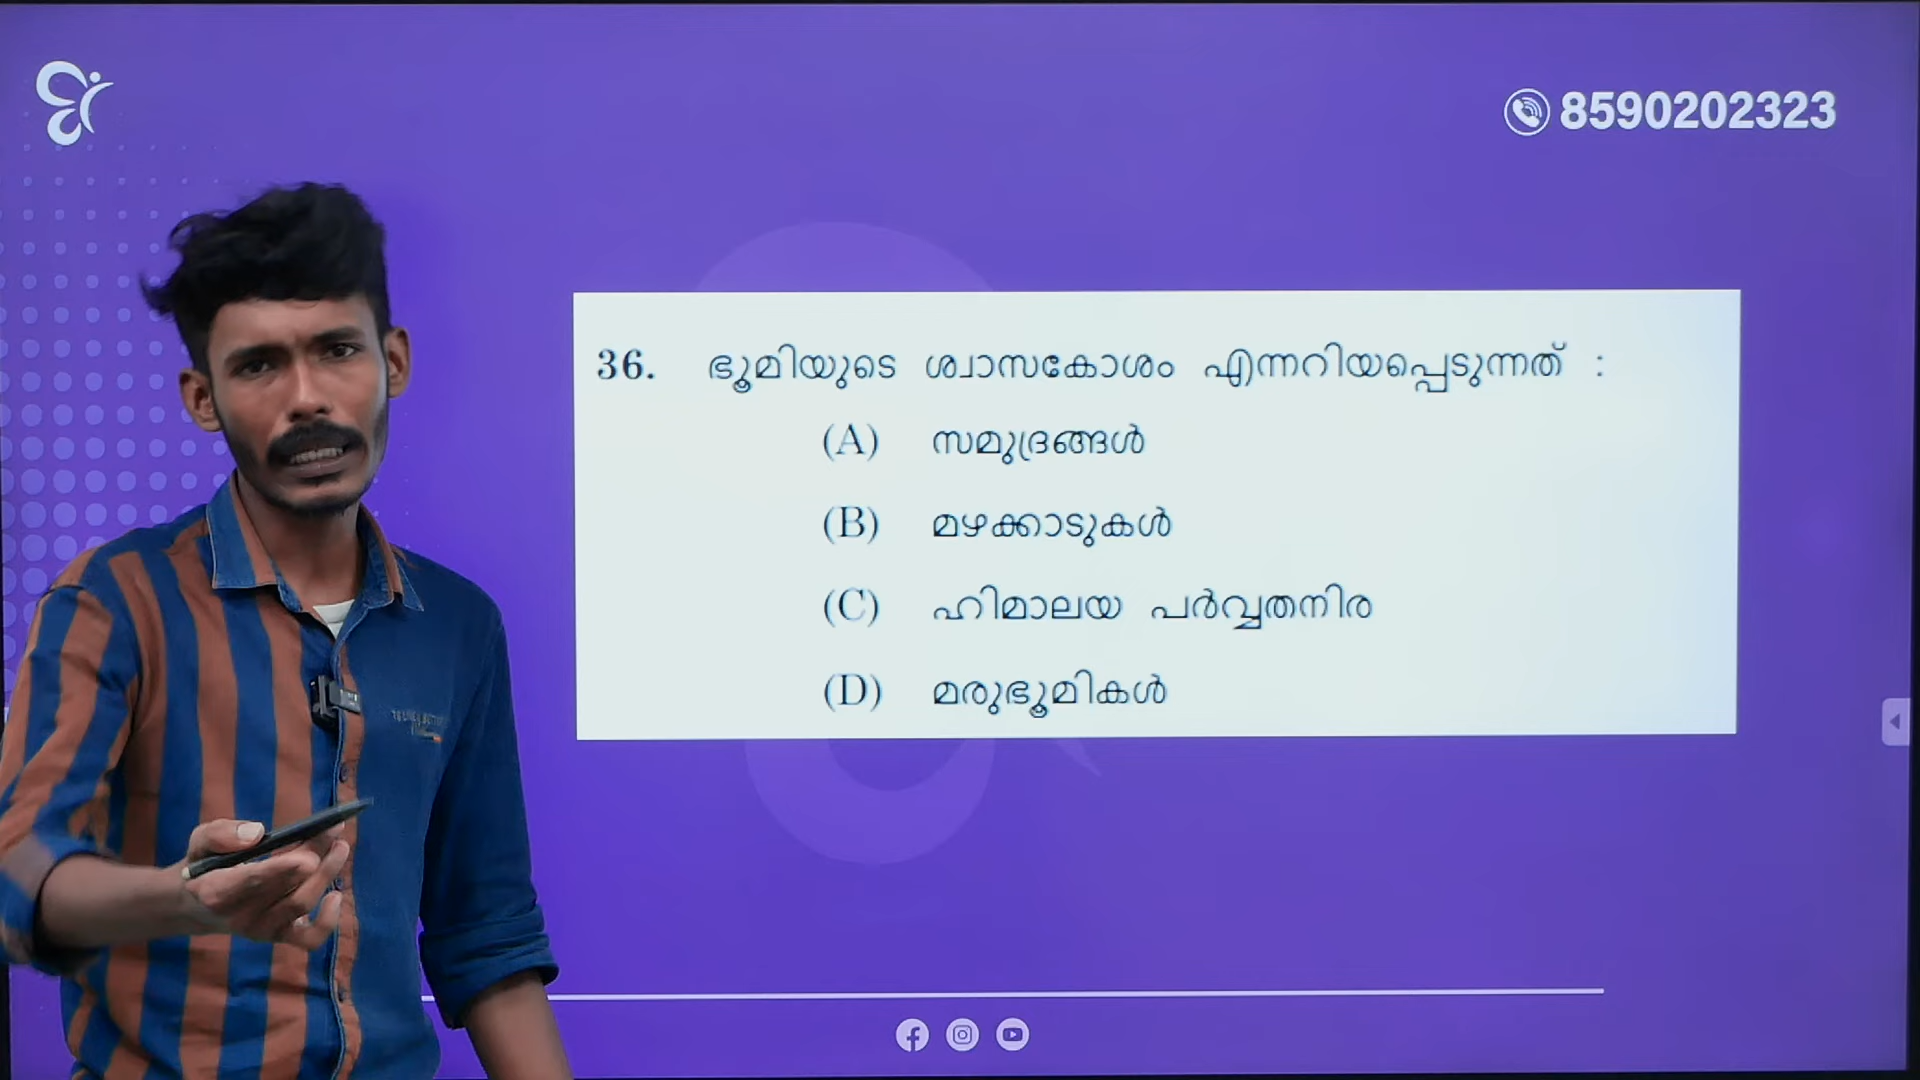 8590202323
36. ഭൂമിയുടെ ശ്വാസകോശം എന്നറിയപ്പെടുന്നത് :
(A) സമുദ്രങ്ങൾ
(B) മഴക്കാടുകൾ
(C) ഹിമാലയ പർവ്വതനിര
(D) മരുഭൂമികൾ